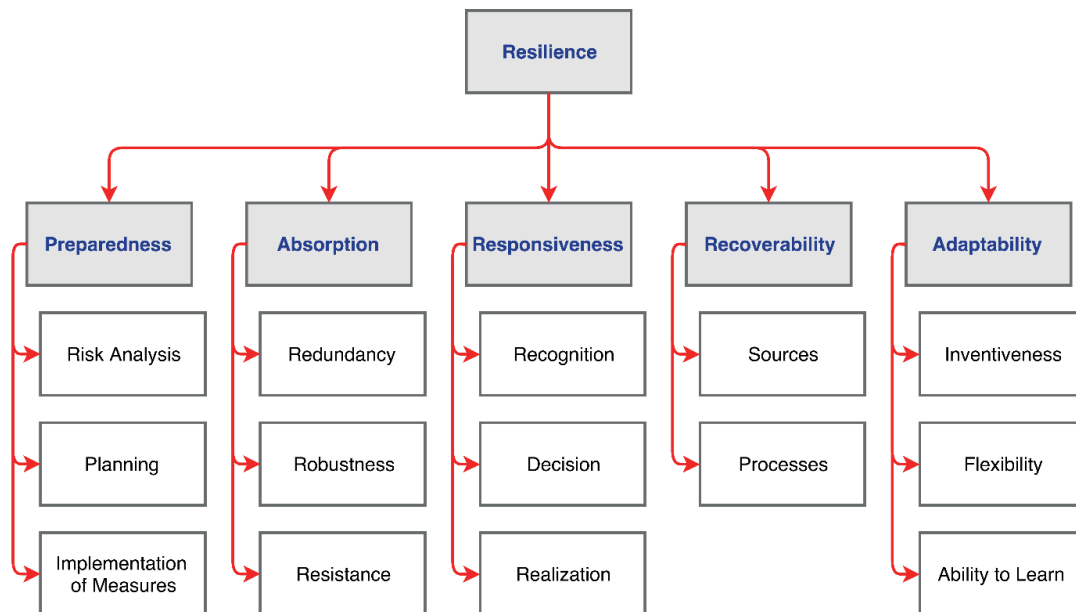 Resilience
Preparedness
Absorption
Responsiveness
Recoverability
Adaptability
Risk Analysis
Redundancy
Recognition
Sources
Inventiveness
Planning
Robustness
Decision
Processes
Flexibility
Implementation
of Measures
Resistance
Realization
Ability to Learn